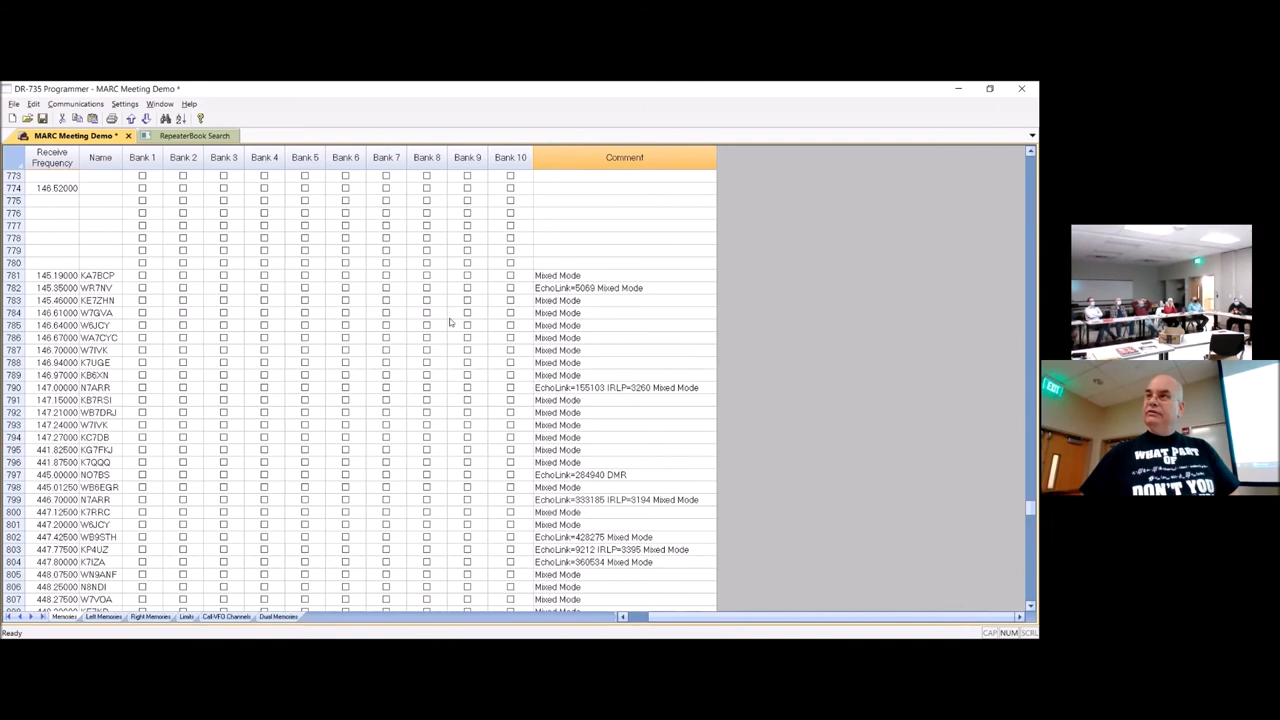 DR-735 Programmer - MARC Meeting Demo *
File Edit Communications Settings Window Help
MARC Meeting Demo * RepeaterBook Search
Receive Frequency Name Bank 1 Bank 2 Bank 3 Bank 4 Bank 5 Bank 6 Bank 7 Bank 8 Bank 9 Bank 10 Comment
773
774 146.52000
775
776
777
778
779
780
781 145.19000 KA7BCP Mixed Mode
782 145.35000 WR7NV EchoLink=5069 Mixed Mode
783 145.46000 KE7ZHN Mixed Mode
784 146.61000 W7GVA Mixed Mode
785 146.64000 W6JCY Mixed Mode
786 146.67000 WA7CYC Mixed Mode
787 146.70000 W7IVK Mixed Mode
788 146.94000 K7UGE Mixed Mode
789 146.97000 KB6XN Mixed Mode
790 147.00000 N7ARR EchoLink=155103 IRLP=3260 Mixed Mode
791 147.15000 KB7RSI Mixed Mode
792 147.21000 WB7DRJ Mixed Mode
793 147.24000 W7IVK Mixed Mode
794 147.27000 KC7DB Mixed Mode
795 441.82500 KG7FKJ Mixed Mode
796 441.87500 K7QQQ Mixed Mode
797 445.00000 NO7BS EchoLink=284940 DMR
798 445.01250 WB6EGR Mixed Mode
799 446.70000 N7ARR EchoLink=333185 IRLP=3194 Mixed Mode
800 447.12500 K7RRC Mixed Mode
801 447.20000 W6JCY Mixed Mode
802 447.42500 WB9STH EchoLink=428275 Mixed Mode
803 447.77500 KP4UZ EchoLink=9212 IRLP=3395 Mixed Mode
804 447.80000 K7IZA EchoLink=360534 Mixed Mode
805 448.07500 WN9ANF Mixed Mode
806 448.25000 N8NDI Mixed Mode
807 448.27500 W7VOA Mixed Mode
Memories Left Memories Right Memories Limits Call-VFO Channels Dual Memories
Ready CAP NUM SCRL
EXIT
WHAT PART
OF
DON'T YOU